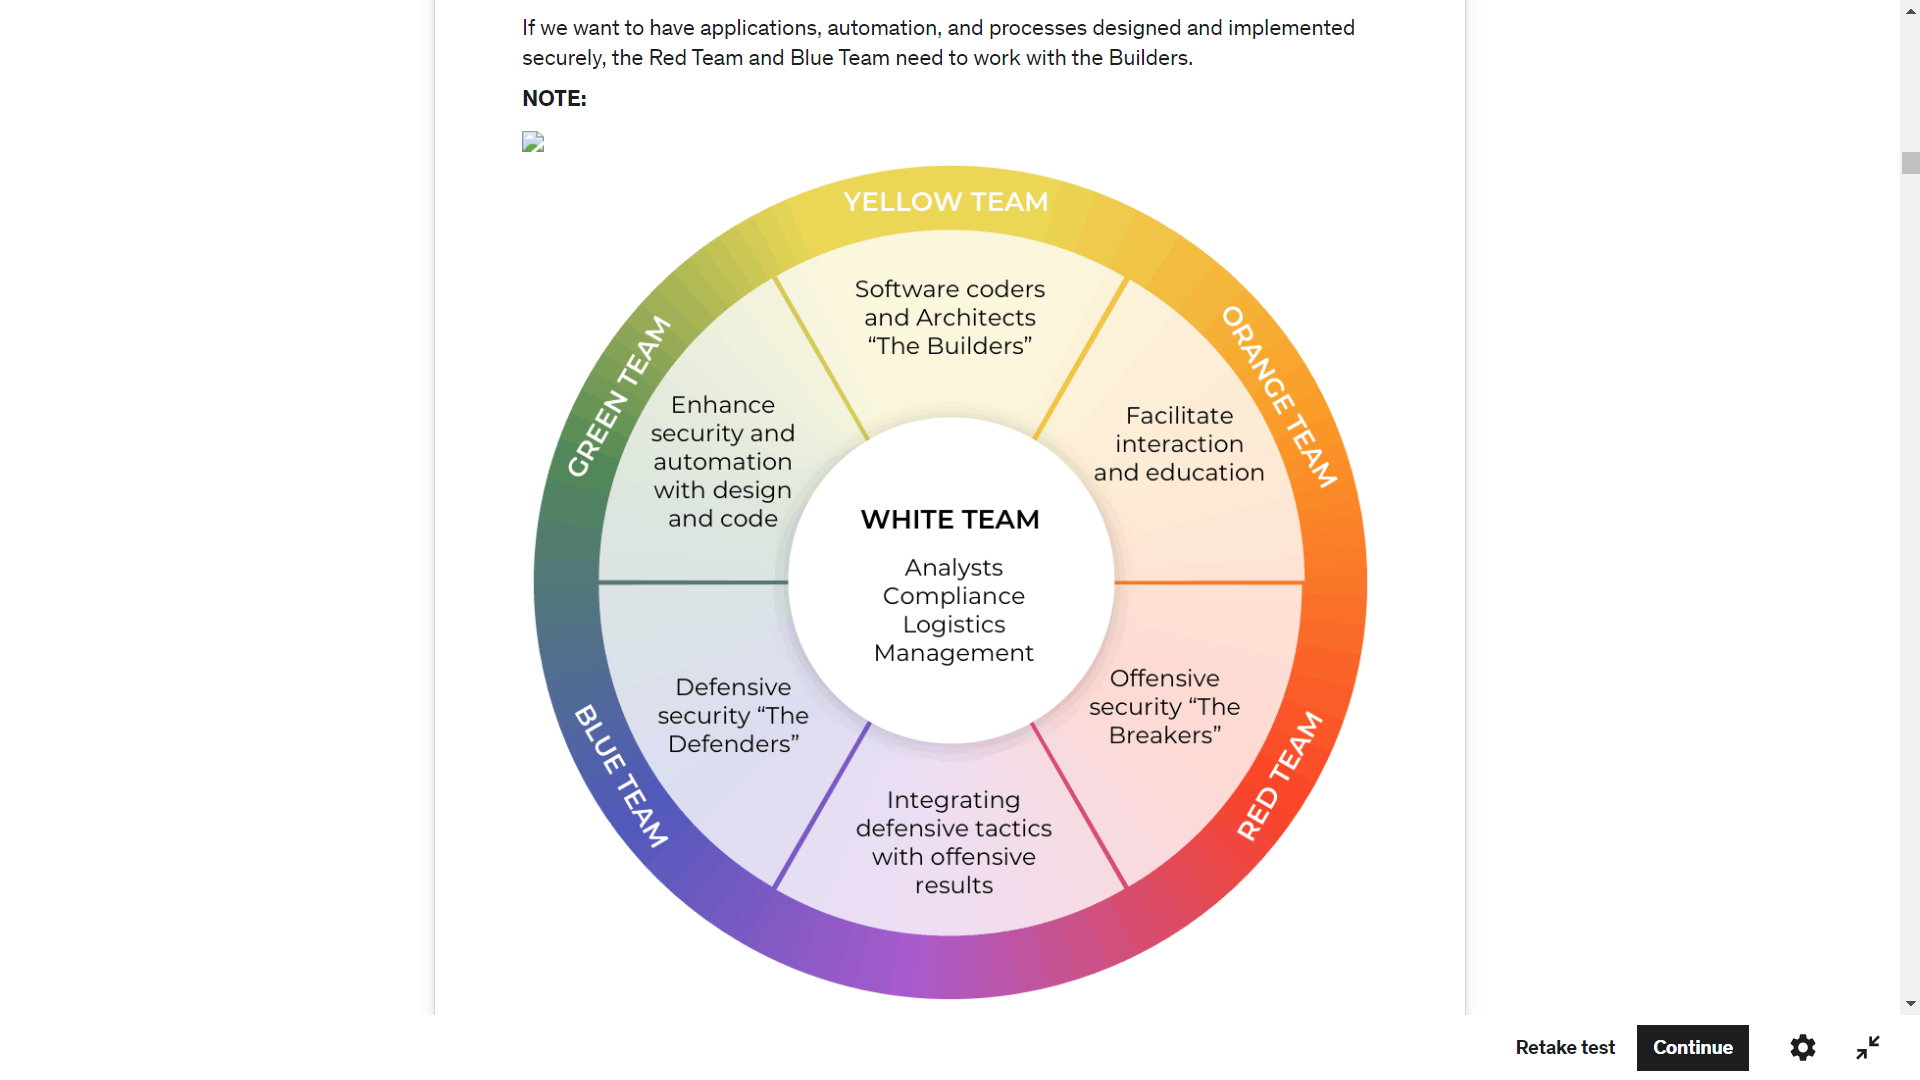 If we want to have applications, automation, and processes designed and implemented
securely, the Red Team and Blue Team need to work with the Builders.
NOTE:
YELLOW TEAM
Software coders
and Architects
“The Builders”
ORANGE TEAM
Facilitate
interaction
and education
GREEN TEAM
Enhance
security and
automation
with design
and code
WHITE TEAM
Analysts
Compliance
Logistics
Management
BLUE TEAM
Defensive
security “The
Defenders”
RED TEAM
Offensive
security “The
Breakers”
Integrating
defensive tactics
with offensive
results
Retake test
Continue